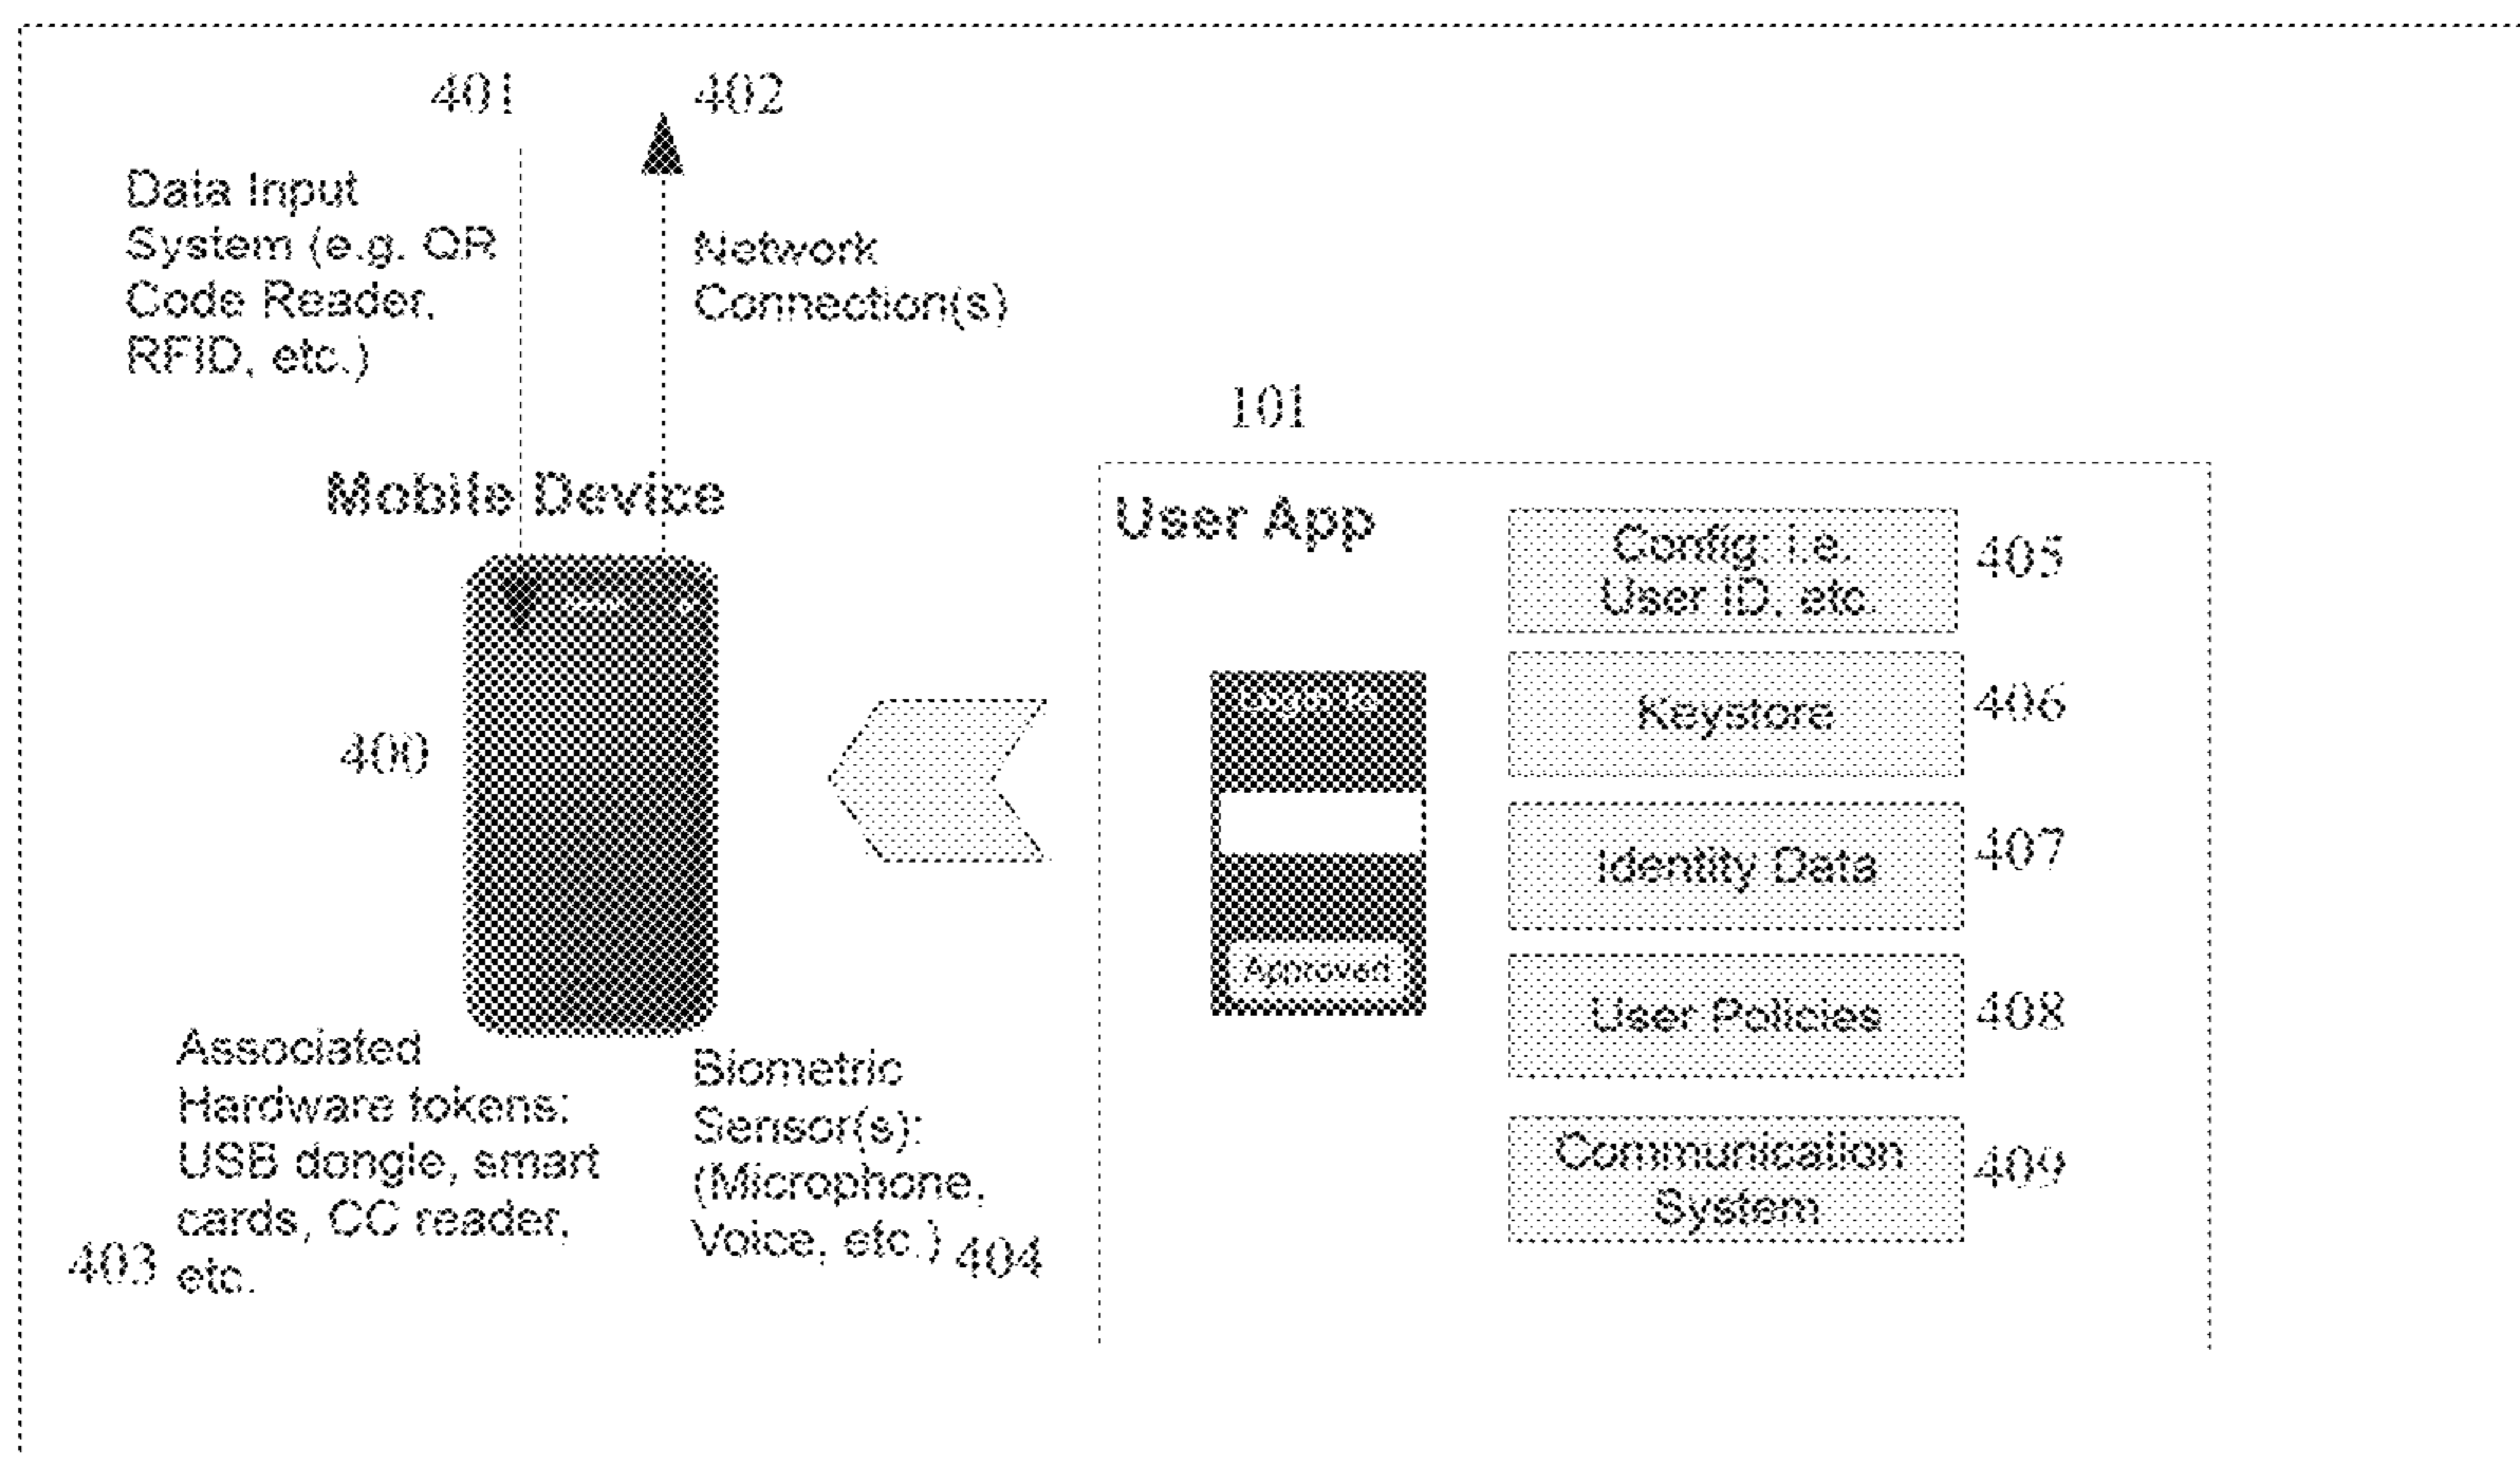 401
402
Data Input
System (e.g. QR
Code Reader,
RFID, etc.)
Network
Connection(s)
101
Mobile Device
User App
Config: i.e.
User ID, etc.
405
Keystore
406
400
Login to
Identity Data
407
Approved
User Policies
408
Associated
Hardware tokens:
USB dongle, smart
cards, CC reader,
etc.
403
Biometric
Sensor(s):
(Microphone,
Voice, etc.)
404
Communication
System
409